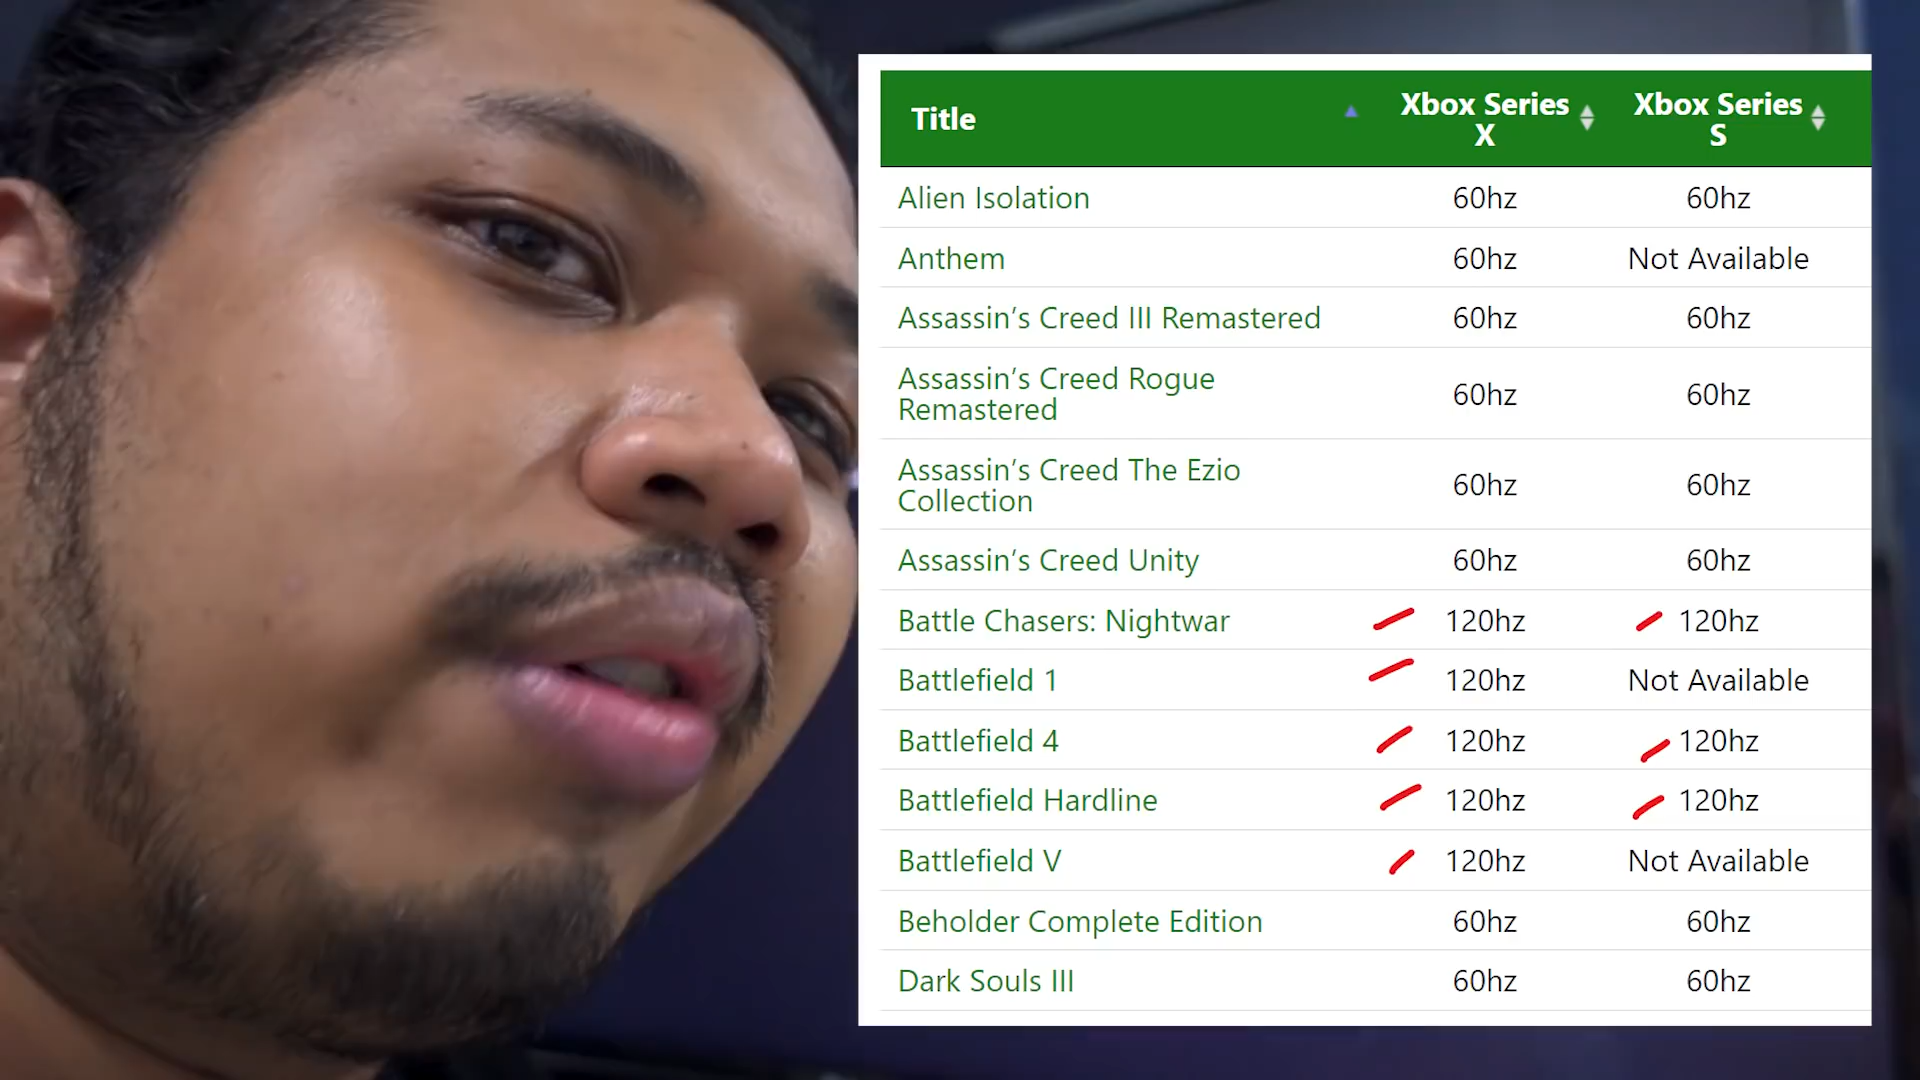 Title Xbox Series X Xbox Series S
Alien Isolation 60hz 60hz
Anthem 60hz Not Available
Assassin’s Creed III Remastered 60hz 60hz
Assassin’s Creed Rogue Remastered 60hz 60hz
Assassin’s Creed The Ezio Collection 60hz 60hz
Assassin’s Creed Unity 60hz 60hz
Battle Chasers: Nightwar 120hz 120hz
Battlefield 1 120hz Not Available
Battlefield 4 120hz 120hz
Battlefield Hardline 120hz 120hz
Battlefield V 120hz Not Available
Beholder Complete Edition 60hz 60hz
Dark Souls III 60hz 60hz